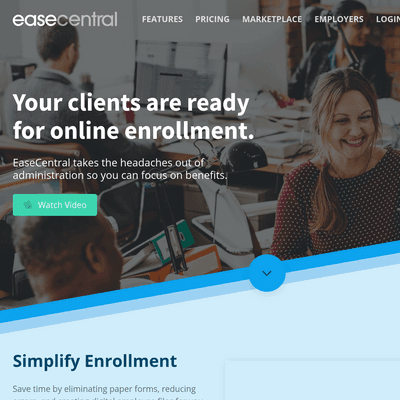 easecentral
FEATURES PRICING MARKETPLACE EMPLOYERS LOGIN
Your clients are ready
for online enrollment.
EaseCentral takes the headaches out of
administration so you can focus on benefits.
Watch Video
Simplify Enrollment
Save time by eliminating paper forms, reducing